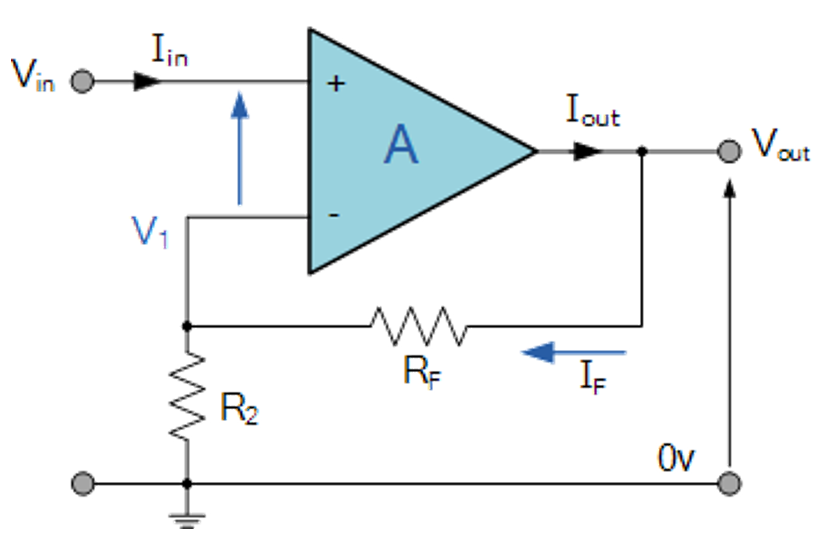 Vin
Iin
+
A
Iout
Vout
-
V1
RF
IF
R2
0v